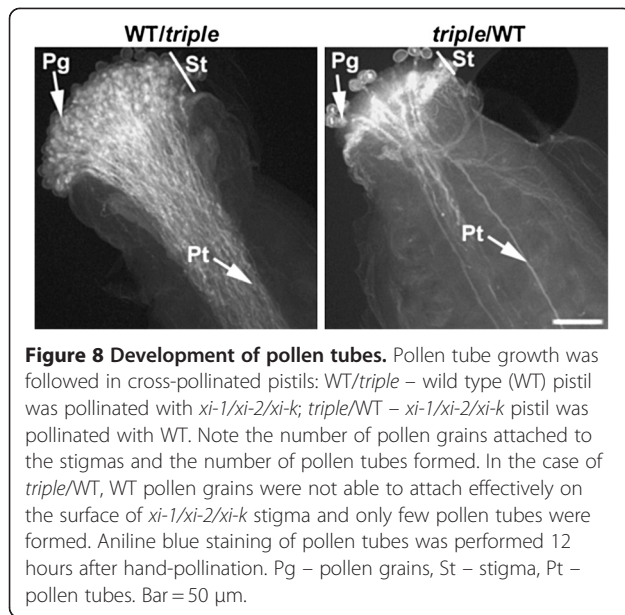 WT/triple triple/WT
Pg St Pg St
Pt Pt
Figure 8 Development of pollen tubes. Pollen tube growth was
followed in cross-pollinated pistils: WT/triple – wild type (WT) pistil
was pollinated with xi-1/xi-2/xi-k; triple/WT – xi-1/xi-2/xi-k pistil was
pollinated with WT. Note the number of pollen grains attached to
the stigmas and the number of pollen tubes formed. In the case of
triple/WT, WT pollen grains were not able to attach effectively on
the surface of xi-1/xi-2/xi-k stigma and only few pollen tubes were
formed. Aniline blue staining of pollen tubes was performed 12
hours after hand-pollination. Pg – pollen grains, St – stigma, Pt –
pollen tubes. Bar = 50 μm.